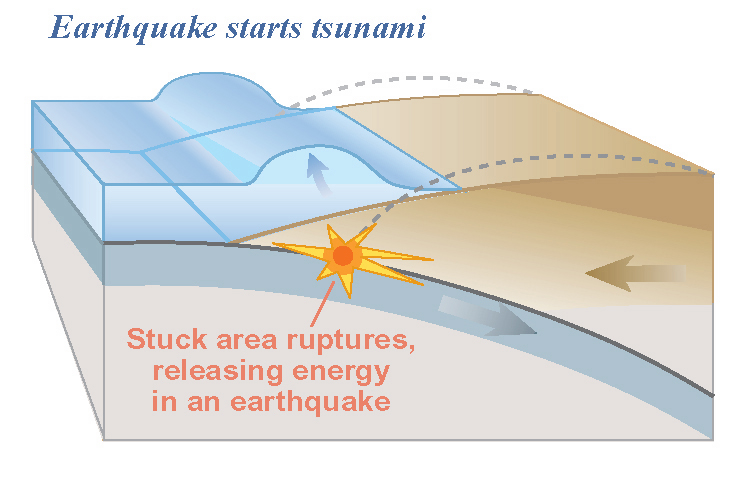 Earthquake starts tsunami
Stuck area ruptures,
releasing energy
in an earthquake